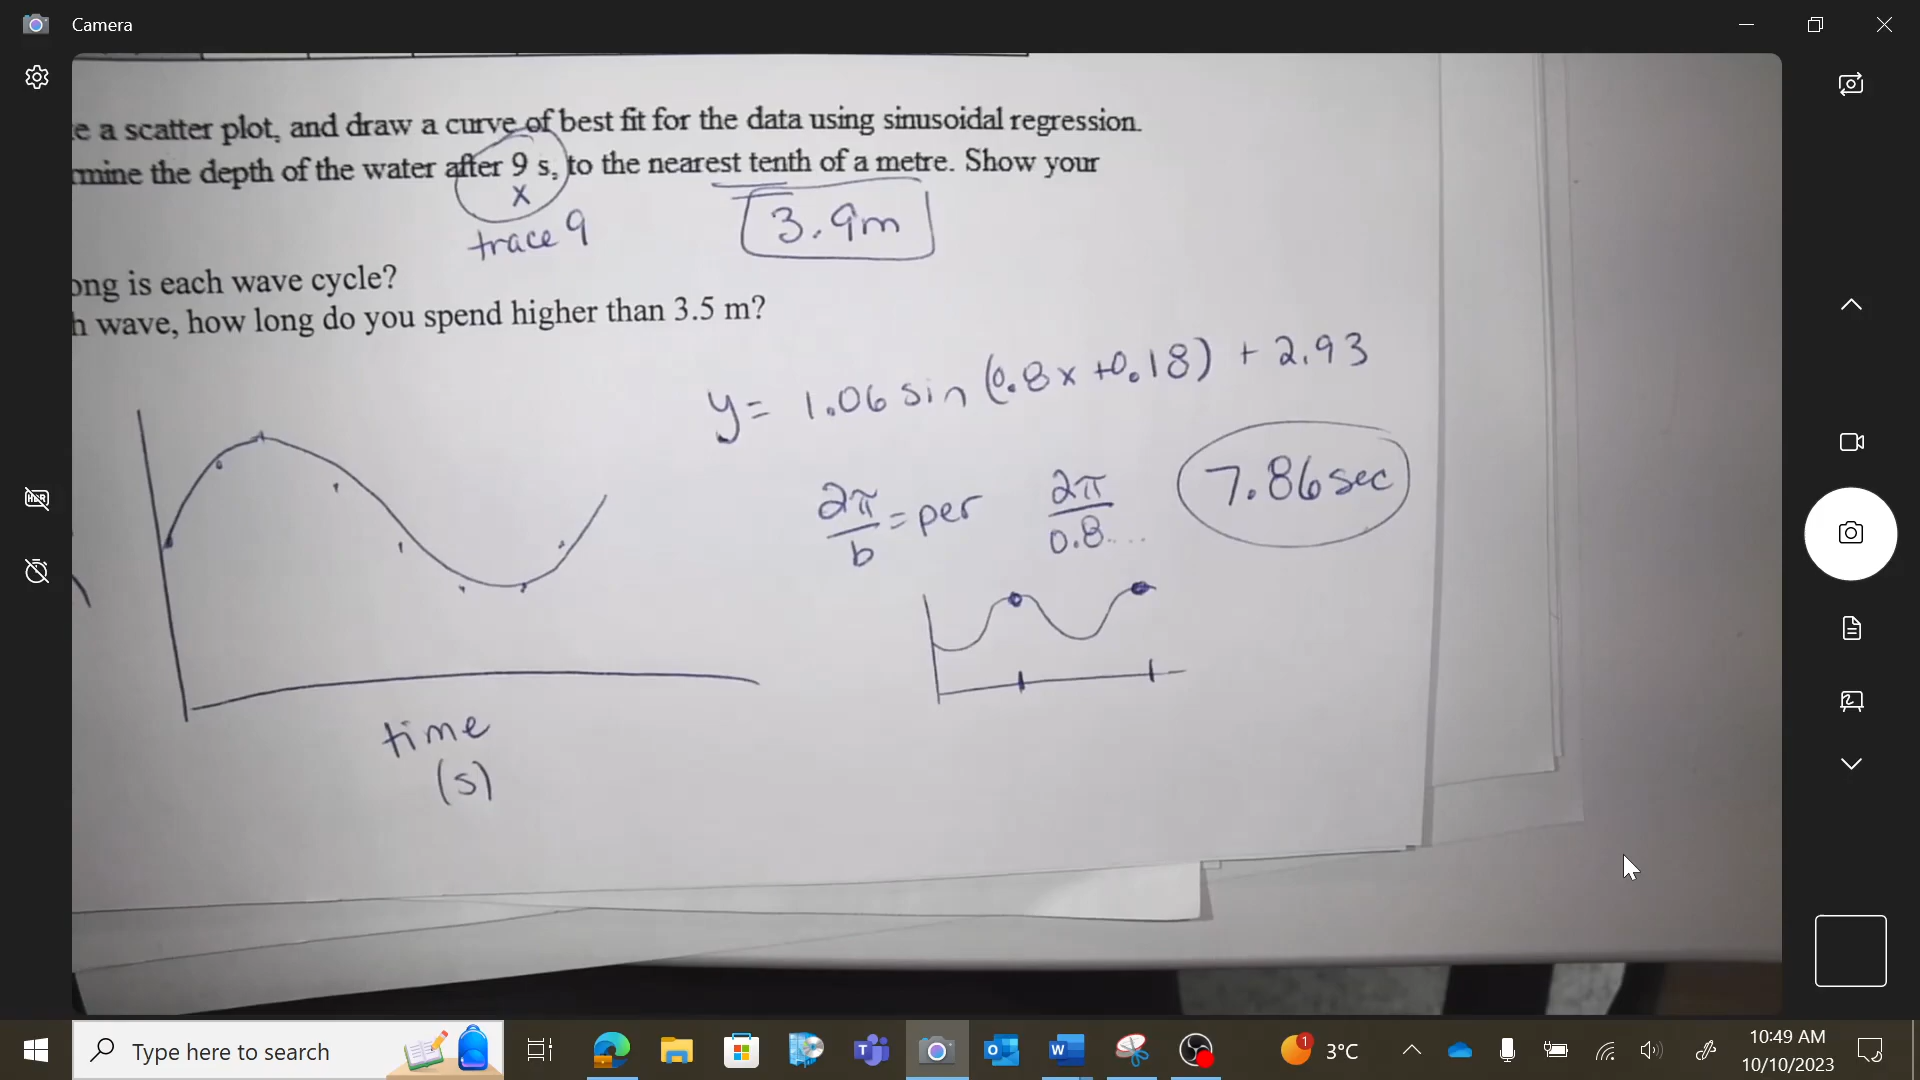 Camera
e a scatter plot, and draw a curve of best fit for the data using sinusoidal regression.
mine the depth of the water after 9 s, to the nearest tenth of a metre. Show your
x
trace 9
3.9m
ong is each wave cycle?
h wave, how long do you spend higher than 3.5 m?
y = 1.06 sin (0.8x +0.18) + 2.93
2π/b = per 2π/0.8.... 7.86sec
time
(s)
Type here to search
1
3°C
10:49 AM
10/10/2023